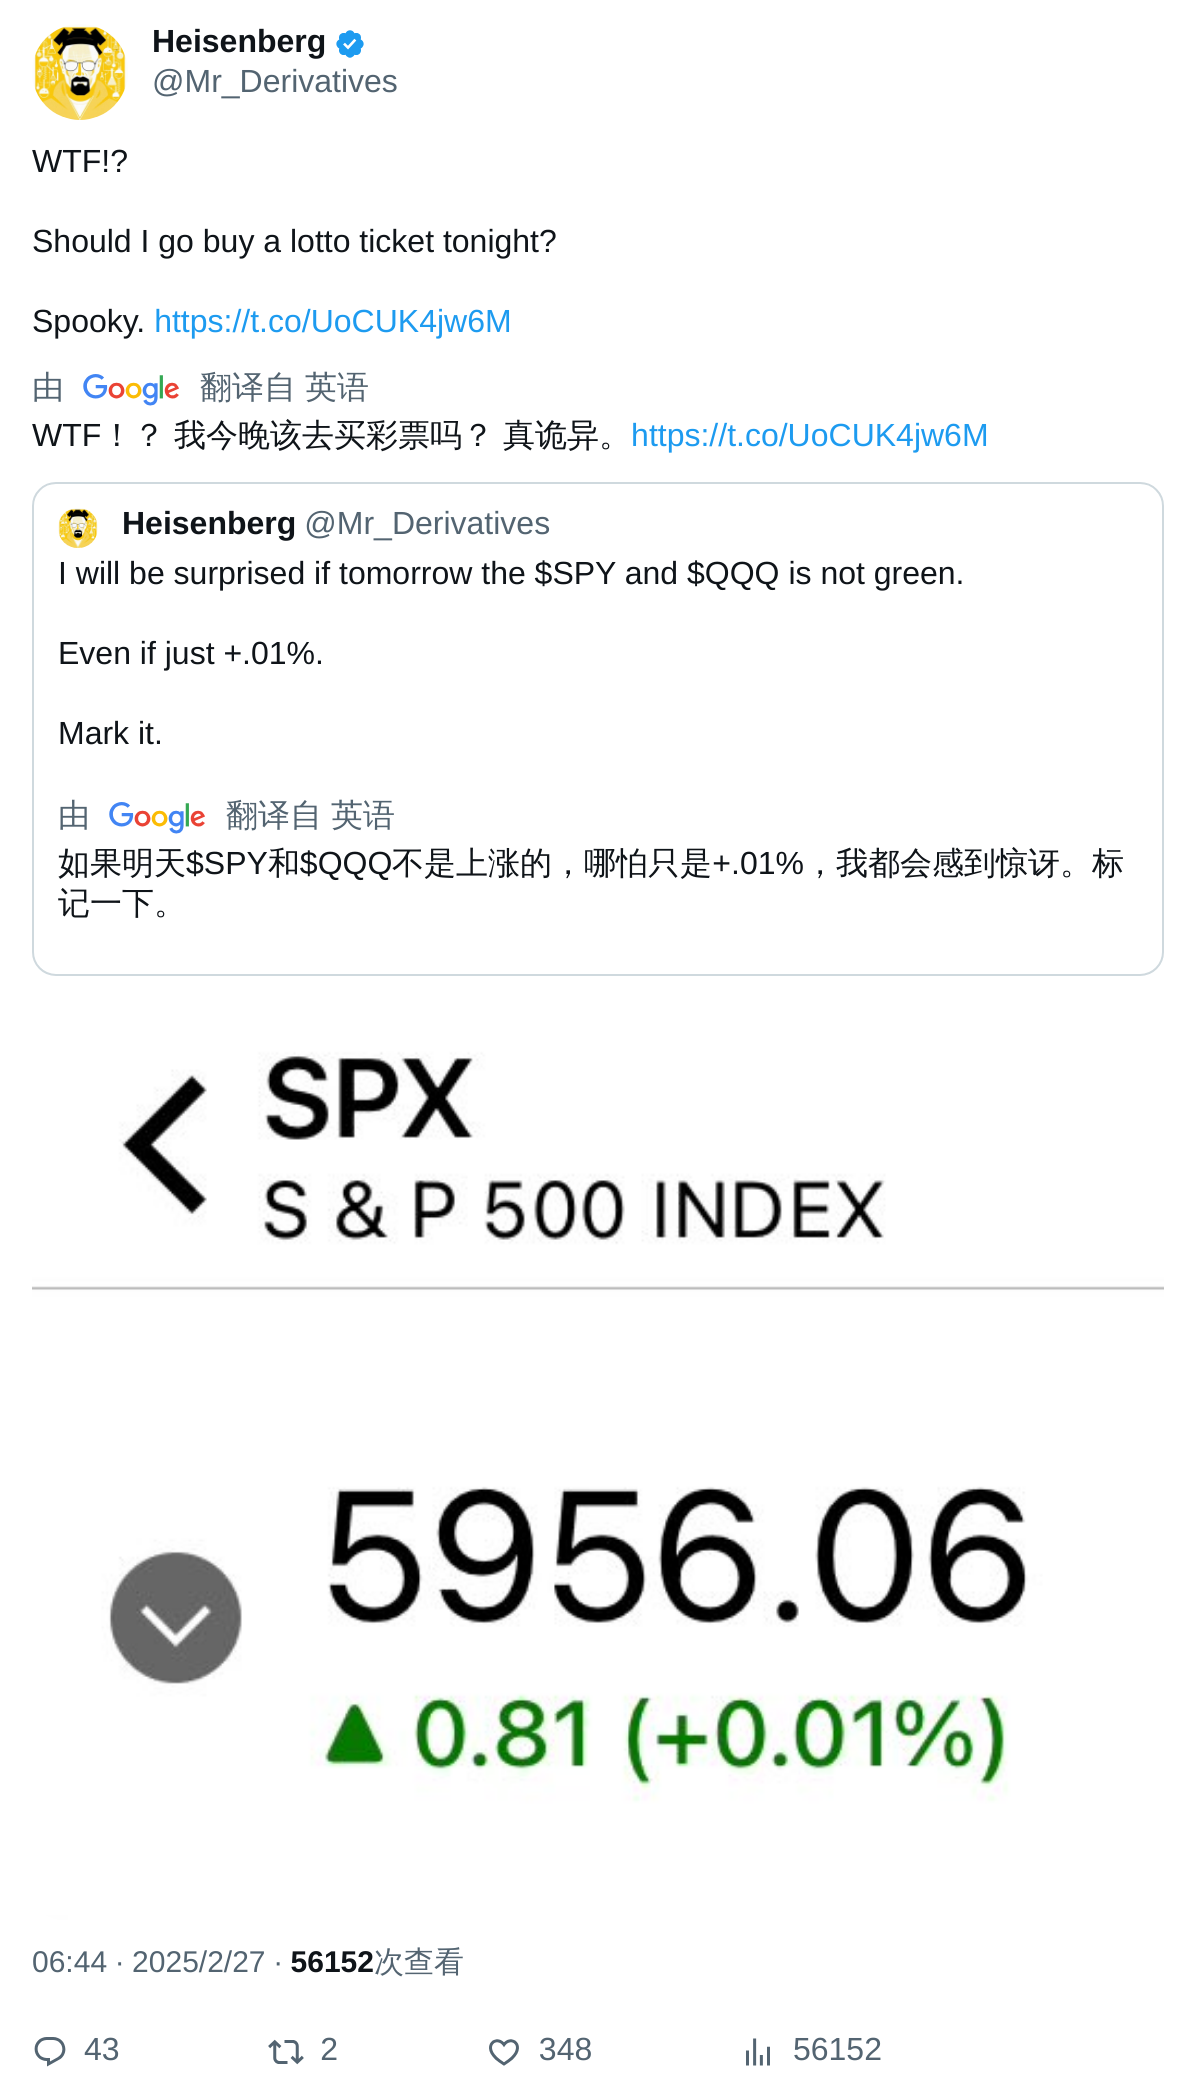 Heisenberg
@Mr_Derivatives
WTF!?
Should I go buy a lotto ticket tonight?
Spooky. https://t.co/UoCUK4jw6M
由 Google 翻译自 英语
WTF！？ 我今晚该去买彩票吗？ 真诡异。https://t.co/UoCUK4jw6M
Heisenberg @Mr_Derivatives
I will be surprised if tomorrow the $SPY and $QQQ is not green.
Even if just +.01%.
Mark it.
由 Google 翻译自 英语
如果明天$SPY和$QQQ不是上涨的，哪怕只是+.01%，我都会感到惊讶。标
记一下。
SPX
S & P 500 INDEX
5956.06
▲ 0.81 (+0.01%)
06:44 · 2025/2/27 · 56152次查看
43 2 348 56152